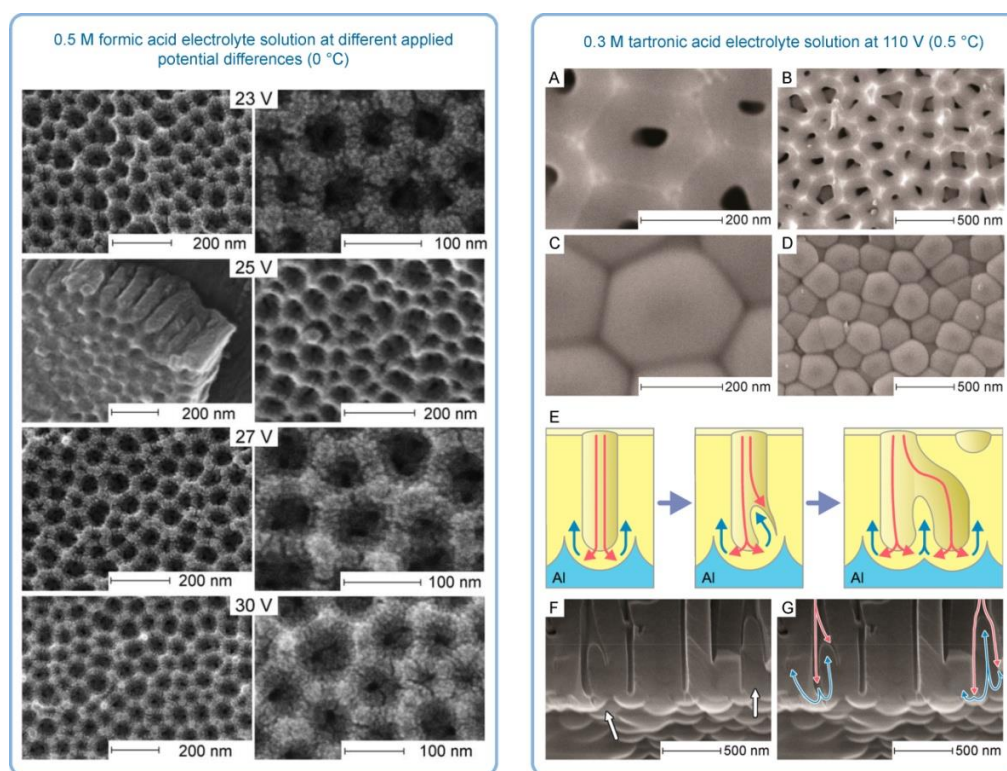 0.5 M formic acid electrolyte solution at different applied
potential differences (0 °C)
23 V
200 nm
100 nm
25 V
200 nm
200 nm
27 V
200 nm
100 nm
30 V
200 nm
100 nm
0.3 M tartronic acid electrolyte solution at 110 V (0.5 °C)
A
B
200 nm
500 nm
C
D
200 nm
500 nm
E
Al
Al
Al
F
G
500 nm
500 nm